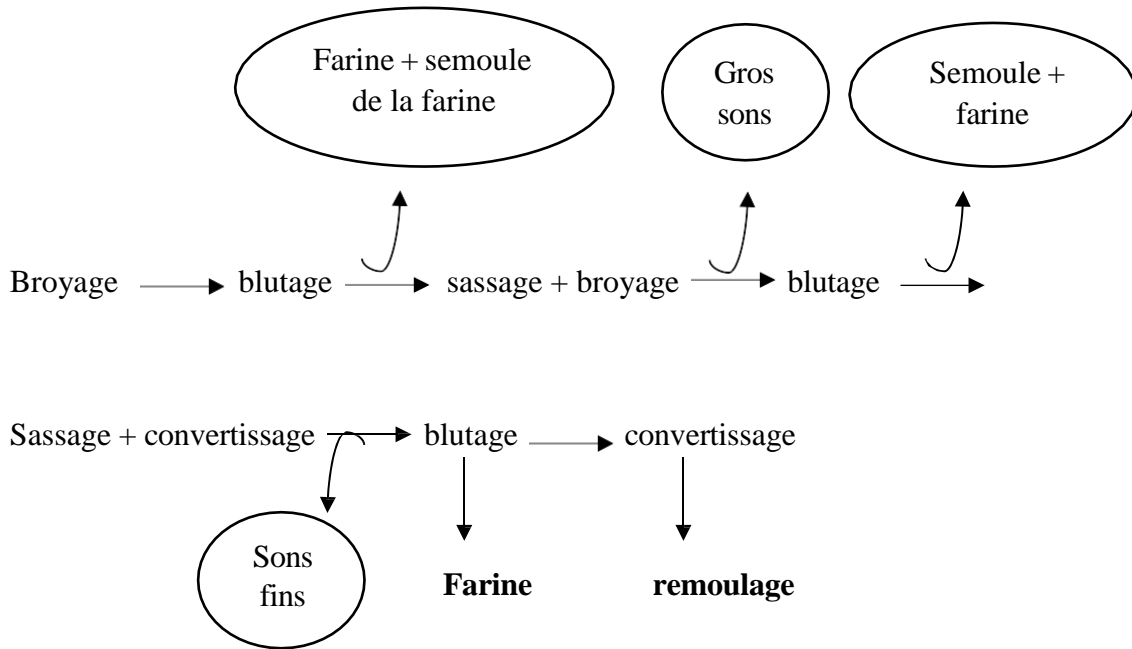 Farine + semoule
de la farine
Gros
sons
Semoule +
farine
Broyage blutage sassage + broyage blutage
Sassage + convertissage blutage convertissage
Sons
fins
Farine remoulage